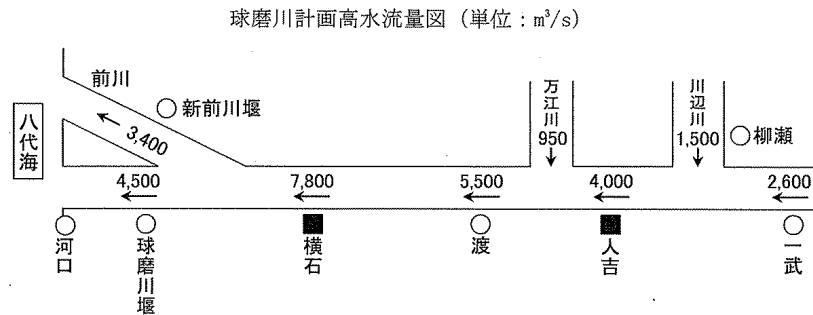 球磨川計画高水流量図（単位：m³/s）
前川
新前川堰
八代海
3,400
万江川
950
川辺川
1,500
柳瀬
4,500
7,800
5,500
4,000
2,600
河口
球磨川堰
横石
渡
人吉
一武